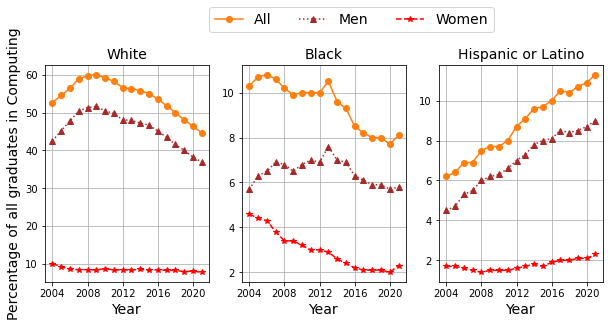 All Men Women
White Black Hispanic or Latino
Percentage of all graduates in Computing
60
50
40
30
20
10
2004 2008 2012 2016 2020
Year
10
8
6
4
2
2004 2008 2012 2016 2020
Year
10
8
6
4
2
2004 2008 2012 2016 2020
Year